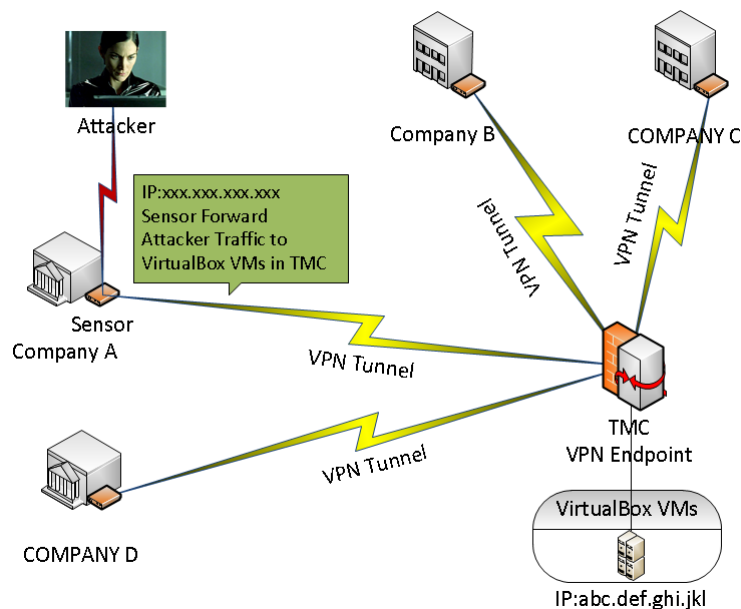 Attacker
Company B
COMPANY C
IP:xxx.xxx.xxx.xxx
Sensor Forward
Attacker Traffic to
VirtualBox VMs in TMC
VPN Tunnel
VPN Tunnel
Sensor
Company A
VPN Tunnel
TMC
VPN Endpoint
VPN Tunnel
VirtualBox VMs
COMPANY D
IP:abc.def.ghi.jkl